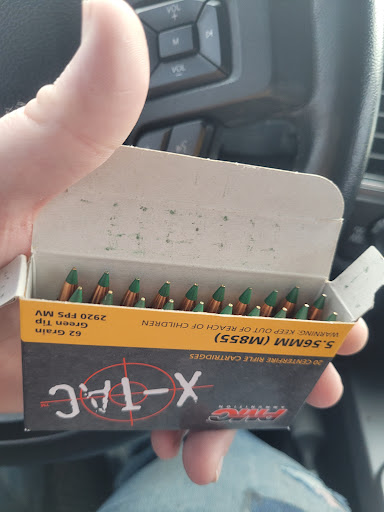 VOL
+
M
VOL
-
PMC
AMMUNITION
X-TAC
20 CENTERFIRE RIFLE CARTRIDGES
5.56MM (M855)
WARNING: KEEP OUT OF REACH OF CHILDREN
62 Grain
Green Tip
2920 FPS MV